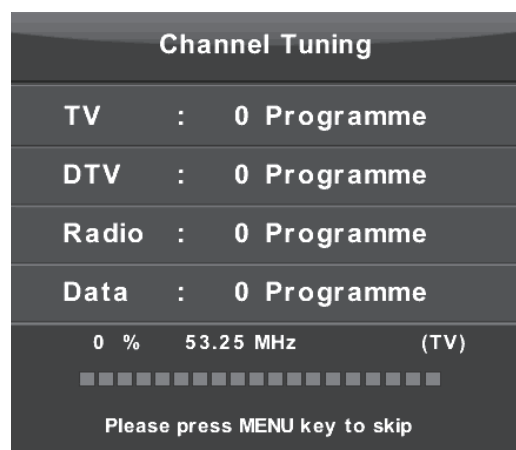 Channel Tuning
TV : 0 Programme
DTV : 0 Programme
Radio : 0 Programme
Data : 0 Programme
0 % 53.25 MHz (TV)
Please press MENU key to skip